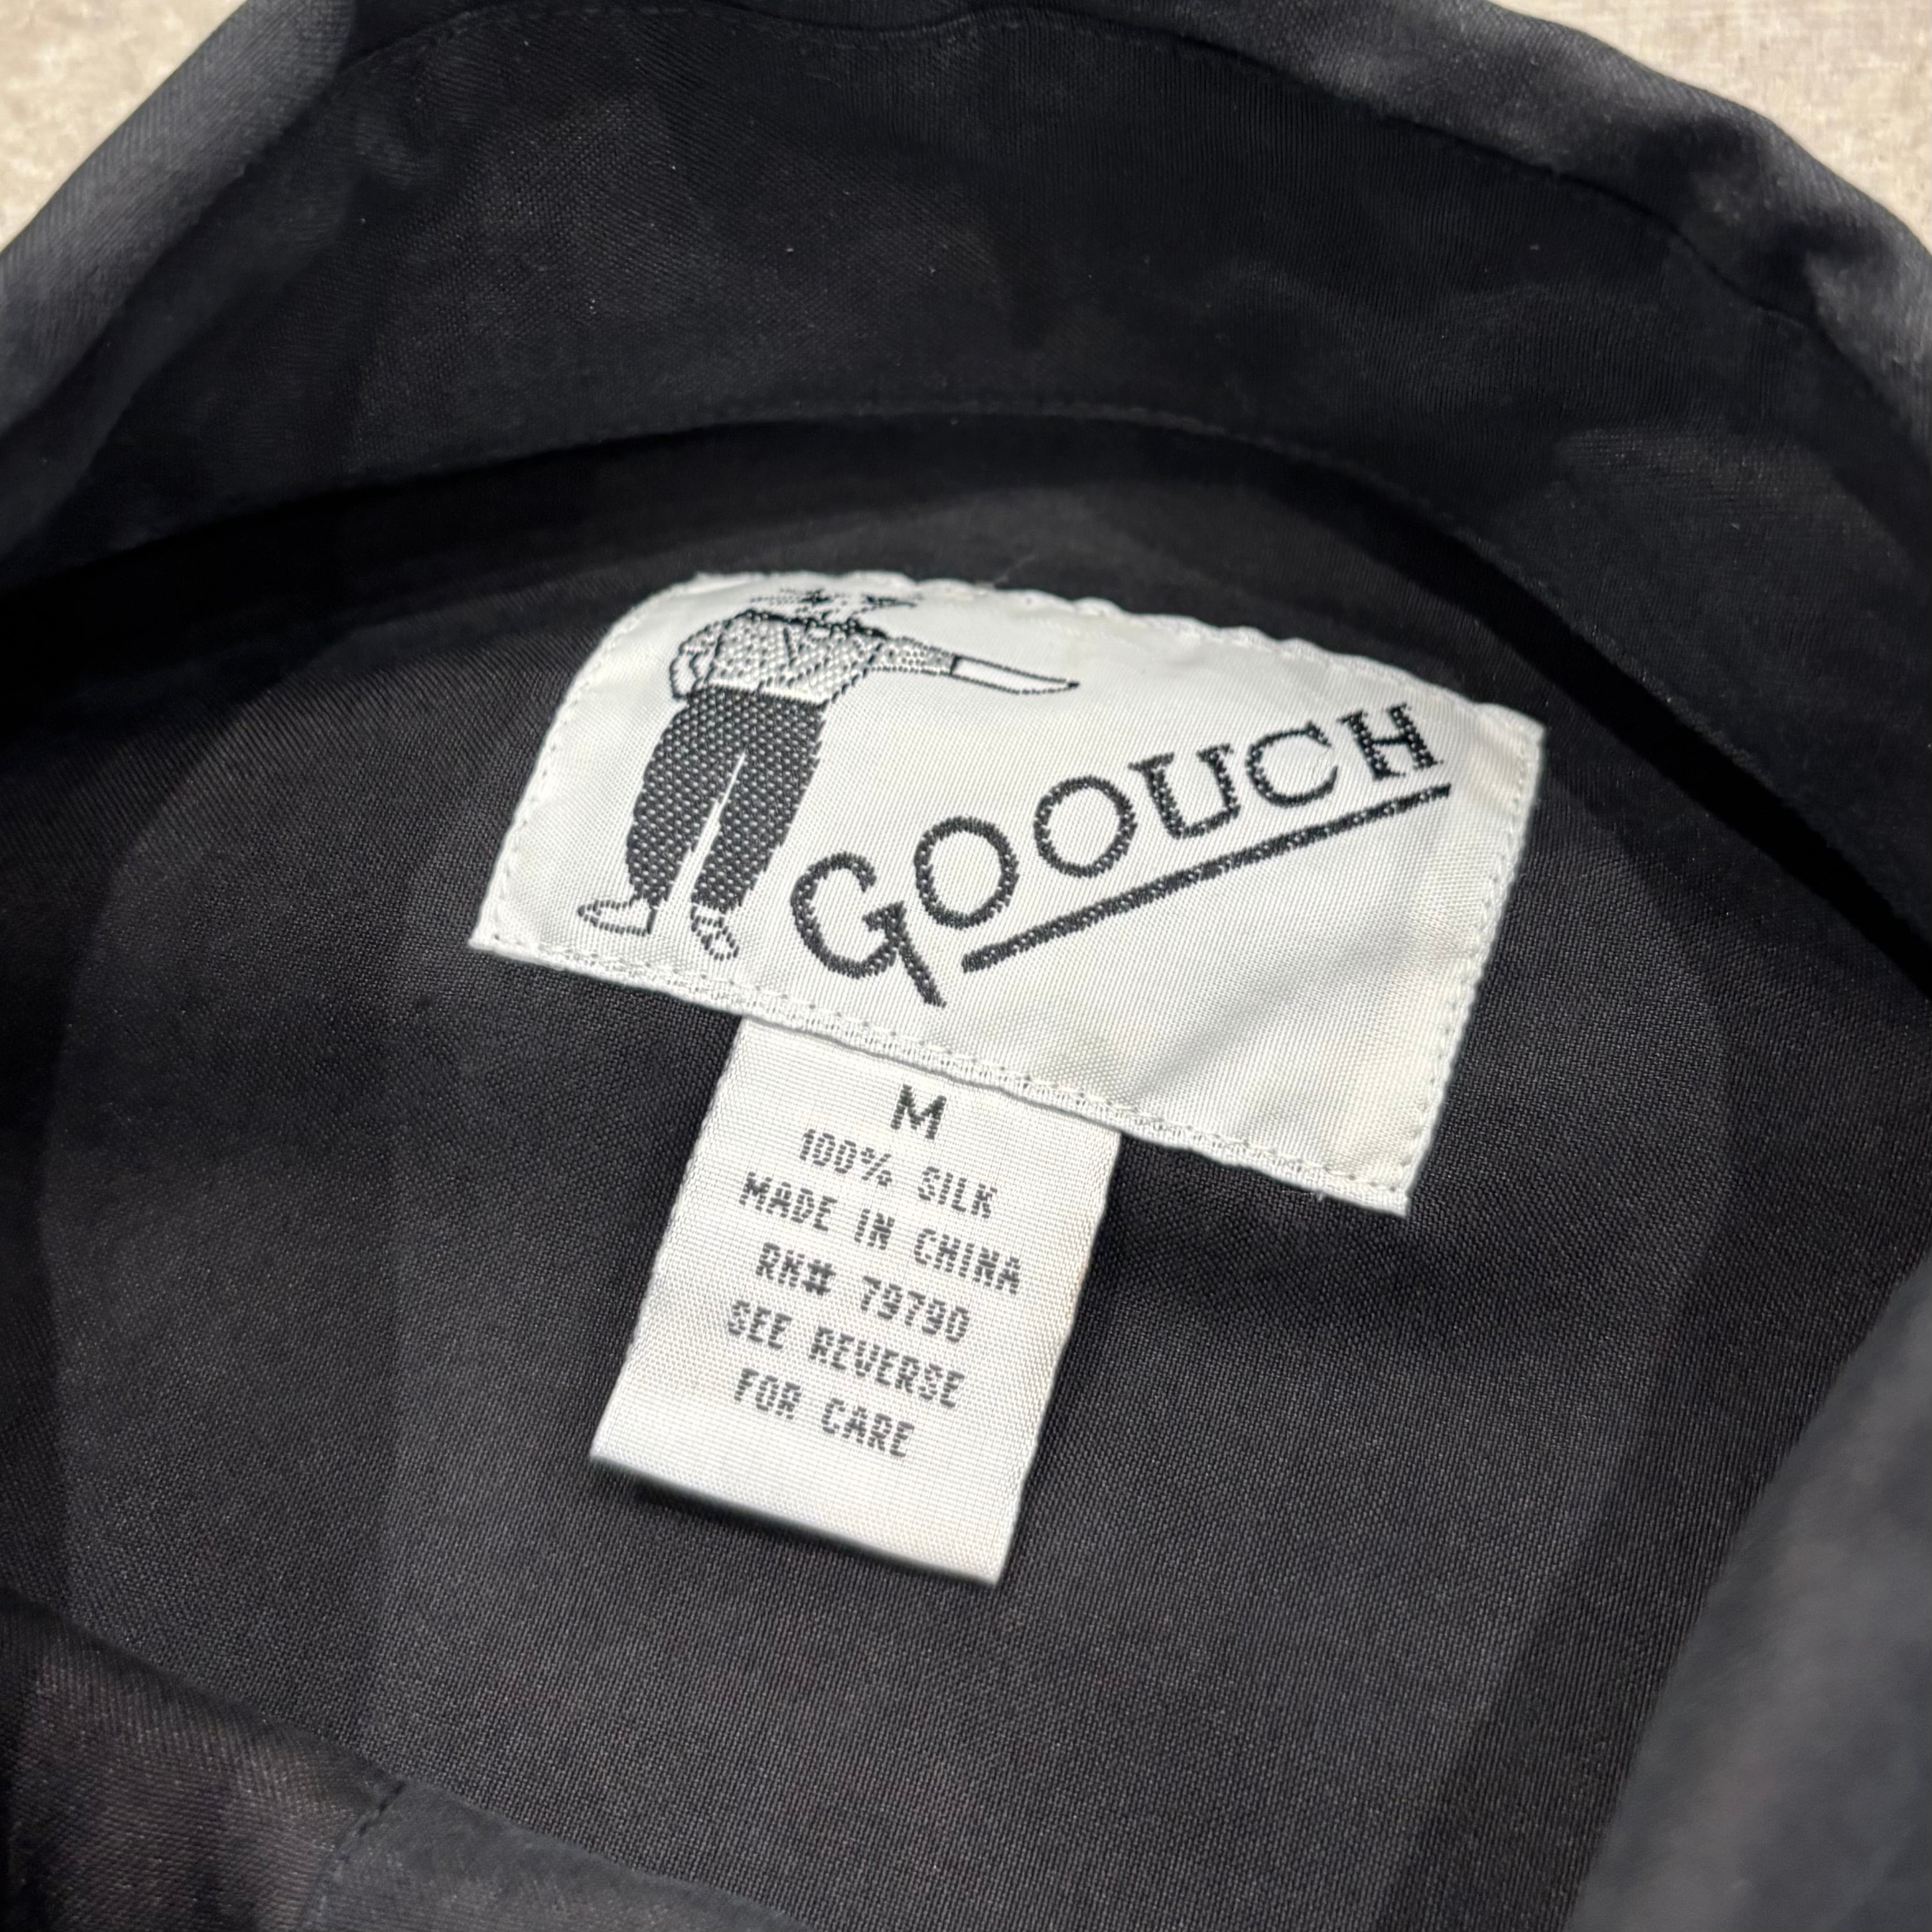 GOOUCH
M
100% SILK
MADE IN CHINA
RN# 79790
SEE REVERSE
FOR CARE